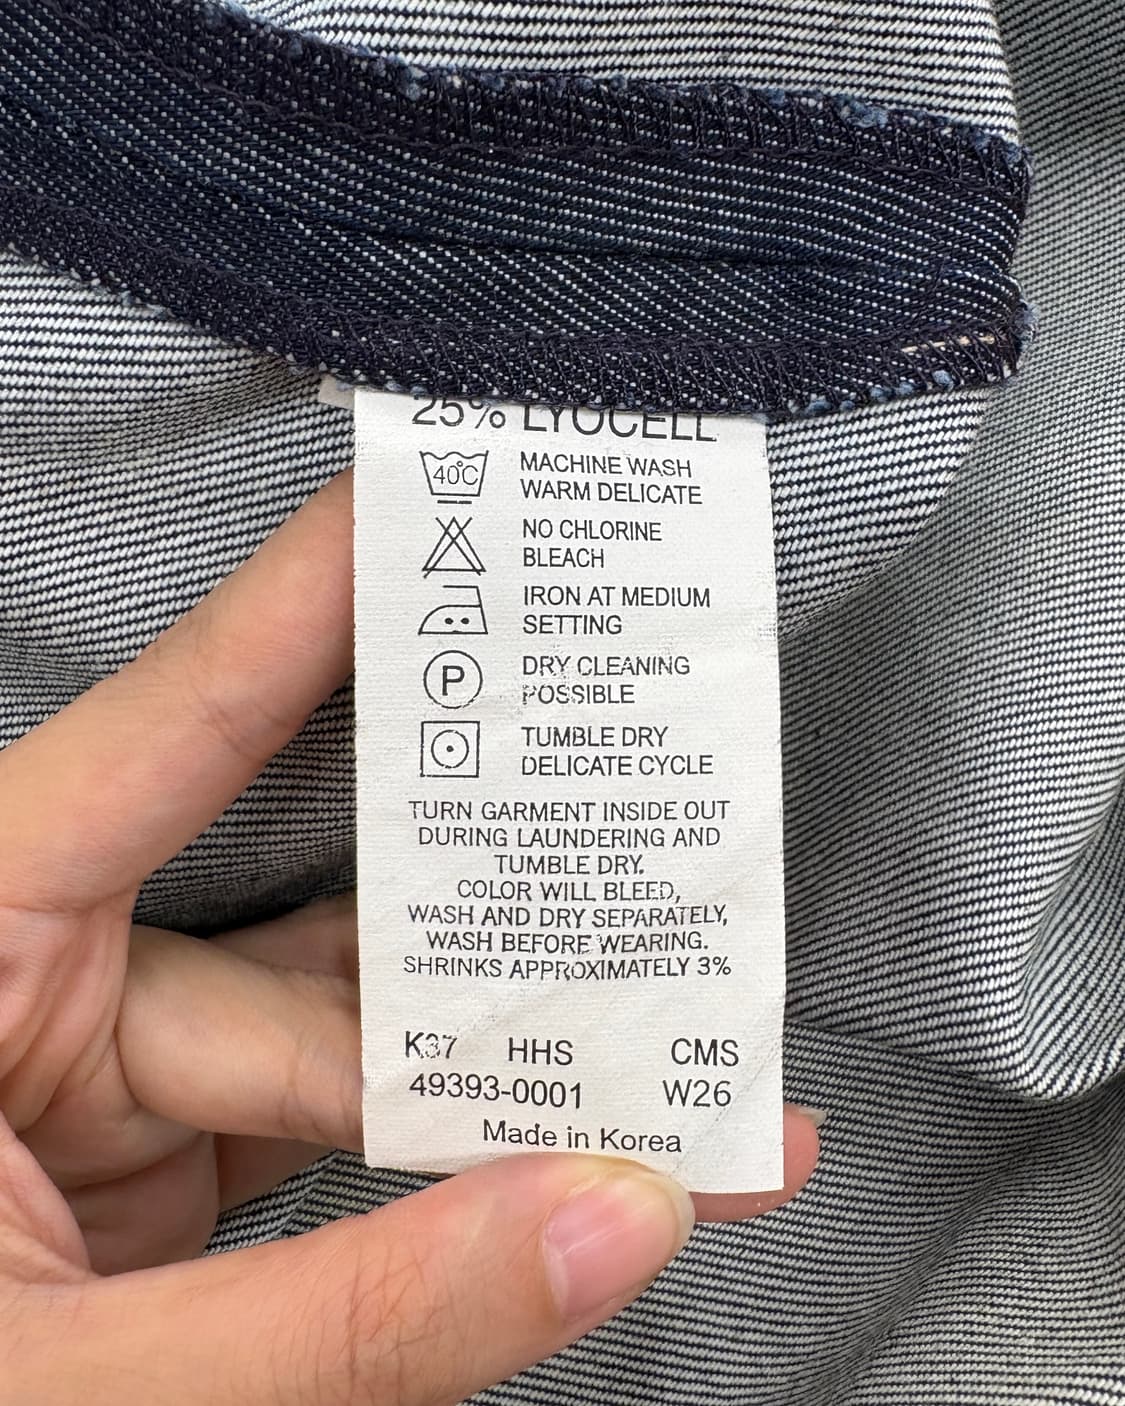 25% LYOCELL
40°C MACHINE WASH
WARM DELICATE
NO CHLORINE
BLEACH
IRON AT MEDIUM
SETTING
P DRY CLEANING
POSSIBLE
TUMBLE DRY
DELICATE CYCLE
TURN GARMENT INSIDE OUT
DURING LAUNDERING AND
TUMBLE DRY.
COLOR WILL BLEED,
WASH AND DRY SEPARATELY,
WASH BEFORE WEARING.
SHRINKS APPROXIMATELY 3%
K37 HHS CMS
49393-0001 W26
Made in Korea